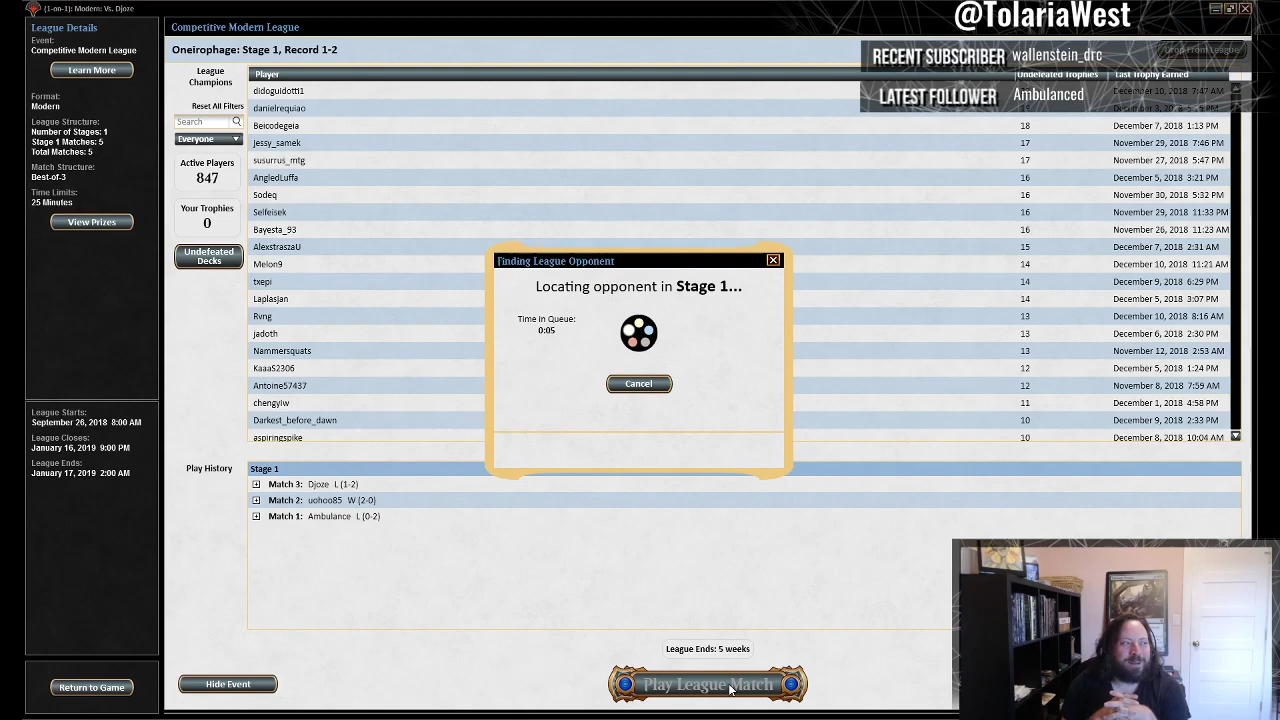 (1-on-1): Modern: Vs. Djoze
@TolariaWest
RECENT SUBSCRIBER wallenstein_drc
LATEST FOLLOWER Ambulanced
League Details
Event:
Competitive Modern League
Learn More
Format:
Modern
League Structure:
Number of Stages: 1
Stage 1 Matches: 5
Total Matches: 5
Match Structure:
Best-of-3
Time Limits:
25 Minutes
View Prizes
League Starts:
September 26, 2018 8:00 AM
League Closes:
January 16, 2019 9:00 PM
League Ends:
January 17, 2019 2:00 AM
Return to Game
Competitive Modern League
Oneirophage: Stage 1, Record 1-2
Drop From League
League
Champions
Reset All Filters
Search
Everyone
Active Players
847
Your Trophies
0
Undefeated
Decks
Player Undefeated Trophies Last Trophy Earned
didoguidotti1 December 10, 2018 7:47 AM
danielrequiao
Beicodegeia 18 December 7, 2018 1:13 PM
jessy_samek 17 November 29, 2018 7:46 PM
susurrus_mtg 17 November 27, 2018 5:47 PM
AngledLuffa 16 December 5, 2018 3:21 PM
Sodeq 16 November 30, 2018 5:32 PM
Selfeisek 16 November 29, 2018 11:33 PM
Bayesta_93 16 November 26, 2018 11:23 AM
AlexstraszaU 15 December 7, 2018 2:31 AM
Melon9 14 December 10, 2018 11:21 AM
txepi 14 December 9, 2018 6:29 PM
Laplasjan 14 December 5, 2018 3:07 PM
Rvng 13 December 10, 2018 8:16 AM
jadoth 13 December 6, 2018 2:30 PM
Nammersquats 13 November 12, 2018 2:53 AM
KaaaS2306 12 December 5, 2018 1:24 PM
Antoine57437 12 November 8, 2018 7:59 AM
chengyiw 11 December 1, 2018 4:58 PM
Darkest_before_dawn 10 December 9, 2018 2:33 PM
aspiringspike 10 December 8, 2018 10:04 AM
Finding League Opponent
Locating opponent in Stage 1...
Time in Queue:
0:05
Cancel
Play History
Stage 1
Match 3: Djoze L (1-2)
Match 2: uohoo85 W (2-0)
Match 1: Ambulance L (0-2)
League Ends: 5 weeks
Hide Event
Play League Match